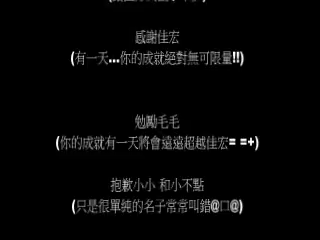 感謝佳宏
(有一天...你的成就絕對無可限量!!)
勉勵毛毛
(你的成就有一天將會遠遠超越佳宏= =+)
抱歉小小 和小不點
(只是很單純的名子常常叫錯@口@)